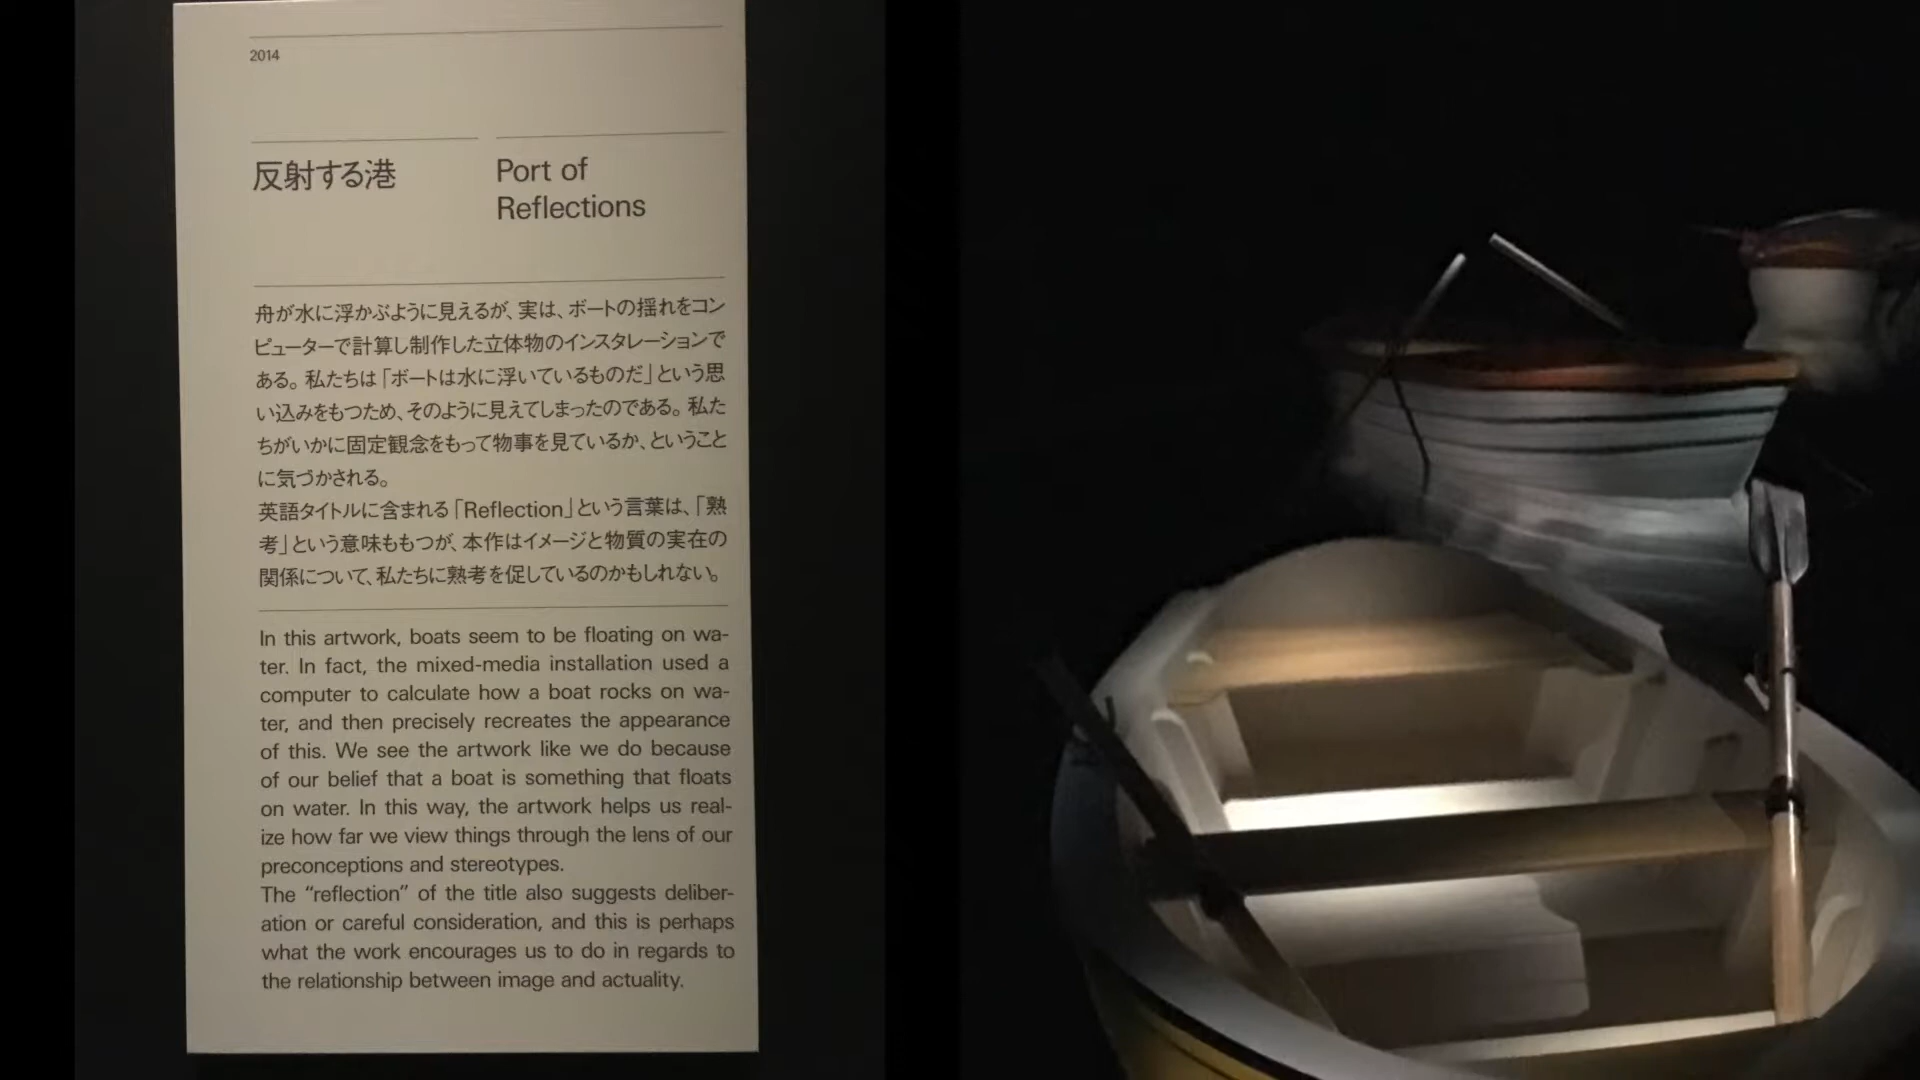 2014
反射する港
Port of
Reflections
舟が水に浮かぶように見えるが、実は、ボートの揺れをコン
ピューターで計算し制作した立体物のインスタレーションで
ある。私たちは「ボートは水に浮いているものだ」という思
い込みをもつため、そのように見えてしまったのである。私た
ちがいかに固定観念をもって物事を見ているか、ということ
に気づかされる。
英語タイトルに含まれる「Reflection」という言葉は、「熟
考」という意味ももつが、本作はイメージと物質の実在の
関係について、私たちに熟考を促しているのかもしれない。
In this artwork, boats seem to be floating on wa-
ter. In fact, the mixed-media installation used a
computer to calculate how a boat rocks on wa-
ter, and then precisely recreates the appearance
of this. We see the artwork like we do because
of our belief that a boat is something that floats
on water. In this way, the artwork helps us real-
ize how far we view things through the lens of our
preconceptions and stereotypes.
The “reflection” of the title also suggests deliber-
ation or careful consideration, and this is perhaps
what the work encourages us to do in regards to
the relationship between image and actuality.